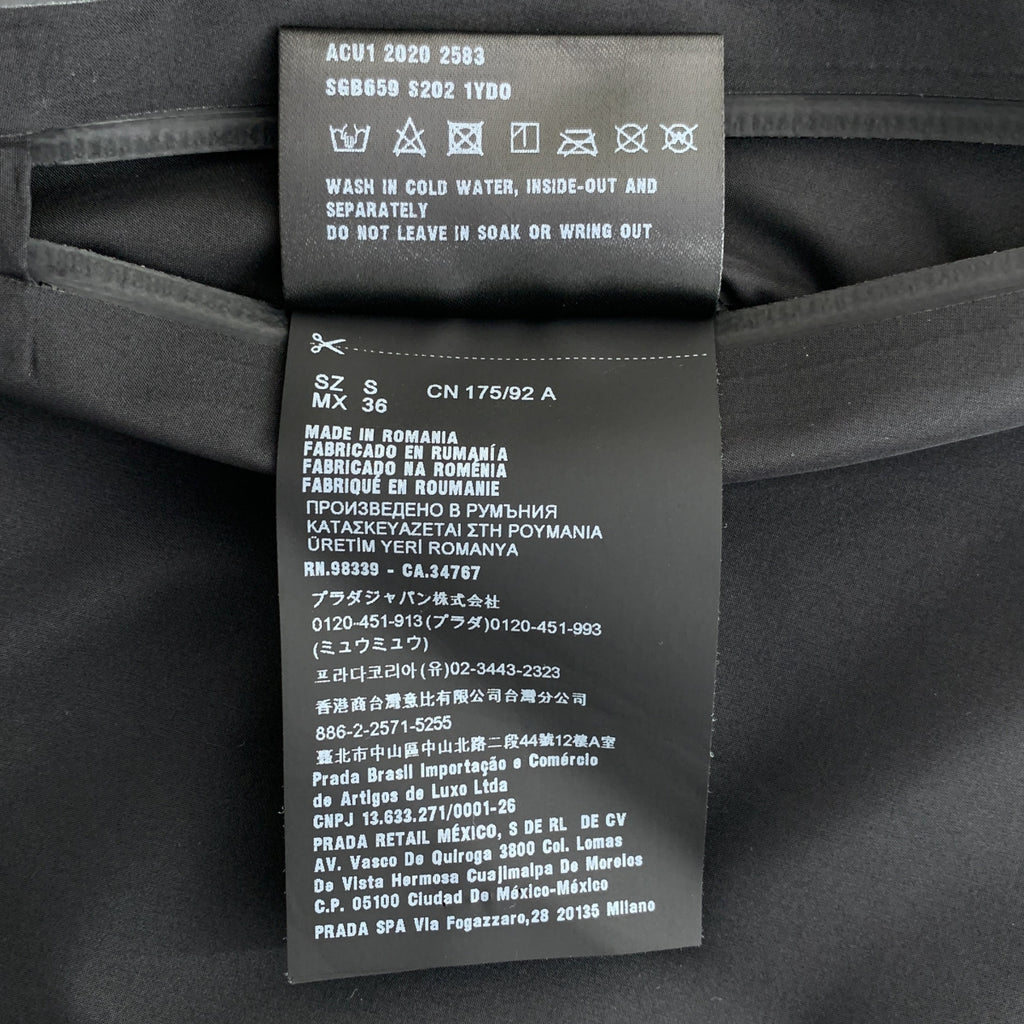 ACU1 2020 2583
SGB659 S202 1YDO
WASH IN COLD WATER, INSIDE-OUT AND
SEPARATELY
DO NOT LEAVE IN SOAK OR WRING OUT
SZ S CN 175/92 A
MX 36
MADE IN ROMANIA
FABRICADO EN RUMANÍA
FABRICADO NA ROMÉNIA
FABRIQUÉ EN ROUMANIE
ПРОИЗВЕДЕНО В РУМЪНИЯ
ΚΑΤΑΣΚΕΥΑΖΕΤΑΙ ΣΤΗ ΡΟΥΜΑΝΙΑ
ÜRETİM YERİ ROMANYA
RN.98339 - CA.34767
プラダジャパン株式会社
0120-451-913(プラダ)0120-451-993
(ミュウミュウ)
프라다코리아(유)02-3443-2323
香港商台灣意比有限公司台灣分公司
886-2-2571-5255
臺北市中山區中山北路二段44號12樓A室
Prada Brasil Importação e Comércio
de Artigos de Luxo Ltda
CNPJ 13.633.271/0001-26
PRADA RETAIL MÉXICO, S DE RL DE CV
AV. Vasco De Quiroga 3800 Col. Lomas
De Vista Hermosa Cuajimalpa De Morelos
C.P. 05100 Ciudad De México-México
PRADA SPA Via Fogazzaro,28 20135 Milano